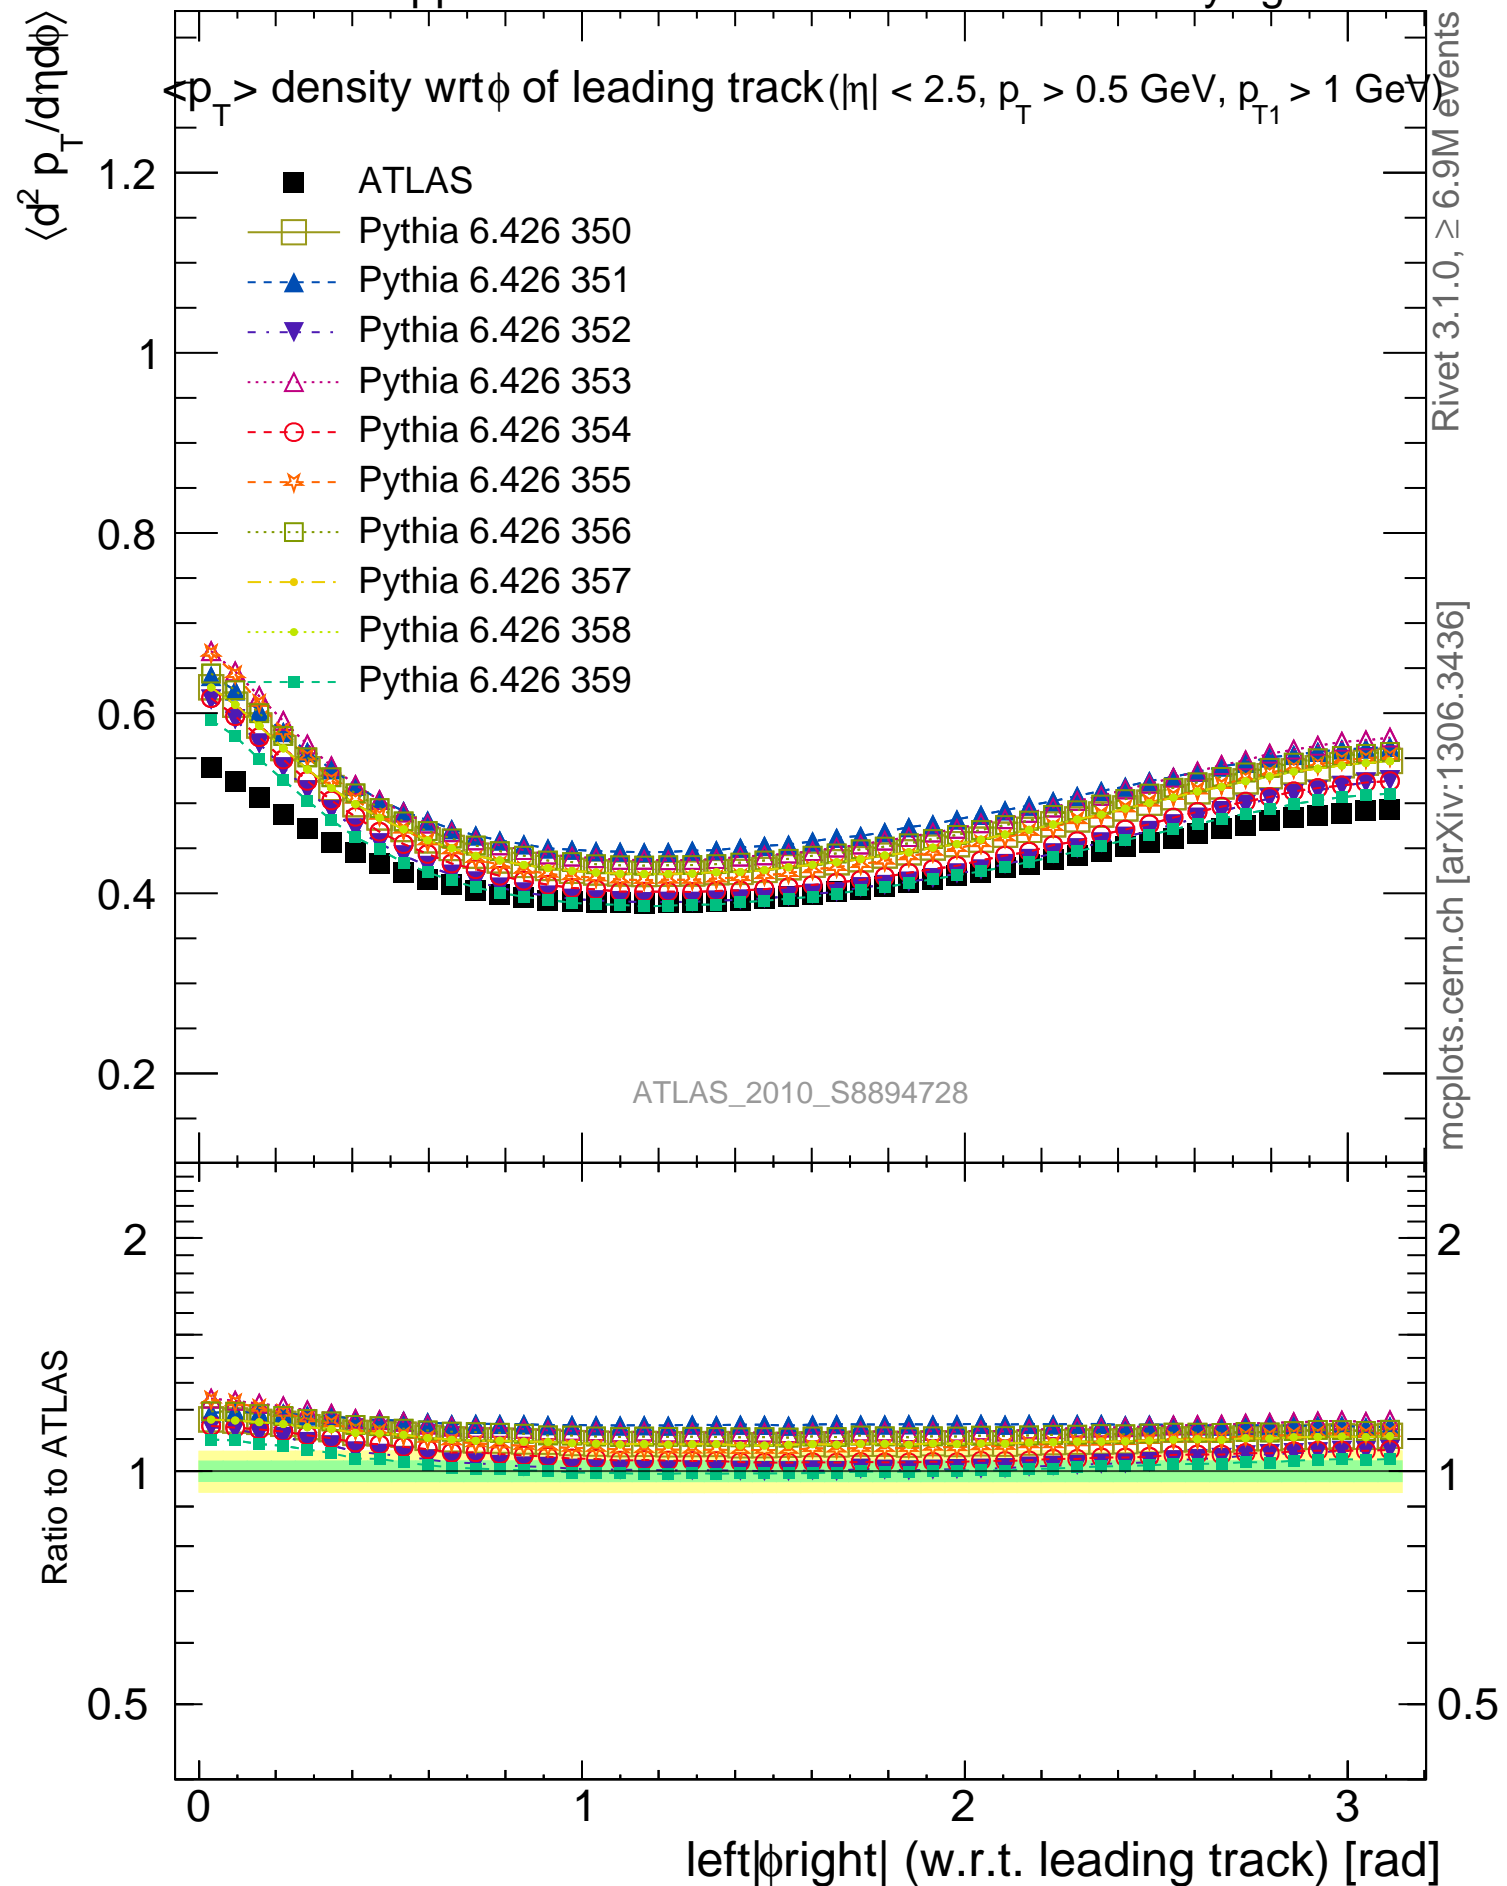 <p_T> density wrt ϕ of leading track (|η| < 2.5, p_T > 0.5 GeV, p_T1 > 1 GeV)
⟨d² p_T/dηdϕ⟩
ATLAS
Pythia 6.426 350
Pythia 6.426 351
Pythia 6.426 352
Pythia 6.426 353
Pythia 6.426 354
Pythia 6.426 355
Pythia 6.426 356
Pythia 6.426 357
Pythia 6.426 358
Pythia 6.426 359
1.2
1
0.8
0.6
0.4
0.2
ATLAS_2010_S8894728
Rivet 3.1.0, ≥ 6.9M events
mcplots.cern.ch [arXiv:1306.3436]
Ratio to ATLAS
2
1
0.5
2
1
0.5
0
1
2
3
left|ϕright| (w.r.t. leading track) [rad]